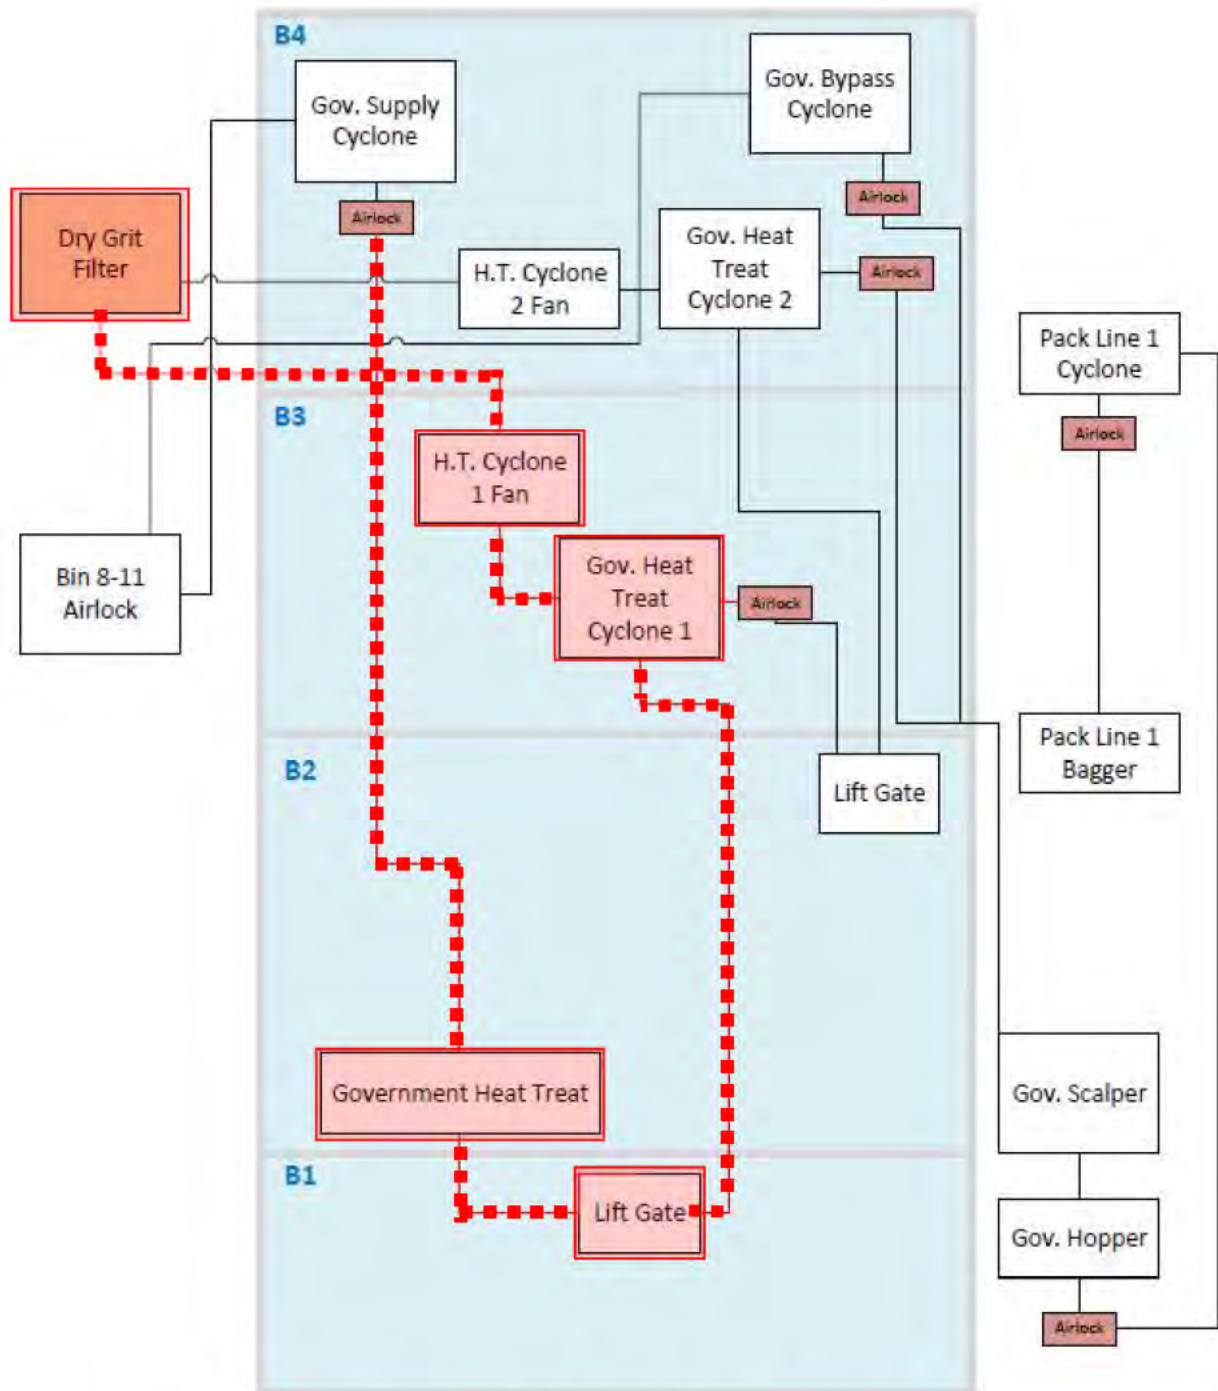 B4
Gov. Supply
Cyclone
Gov. Bypass
Cyclone
Airlock
Airlock
Dry Grit
Filter
H.T. Cyclone
2 Fan
Gov. Heat
Treat
Cyclone 2
Airlock
Pack Line 1
Cyclone
Airlock
B3
H.T. Cyclone
1 Fan
Bin 8-11
Airlock
Gov. Heat
Treat
Cyclone 1
Airlock
Pack Line 1
Bagger
B2
Lift Gate
Government Heat Treat
Gov. Scalper
B1
Lift Gate
Gov. Hopper
Airlock